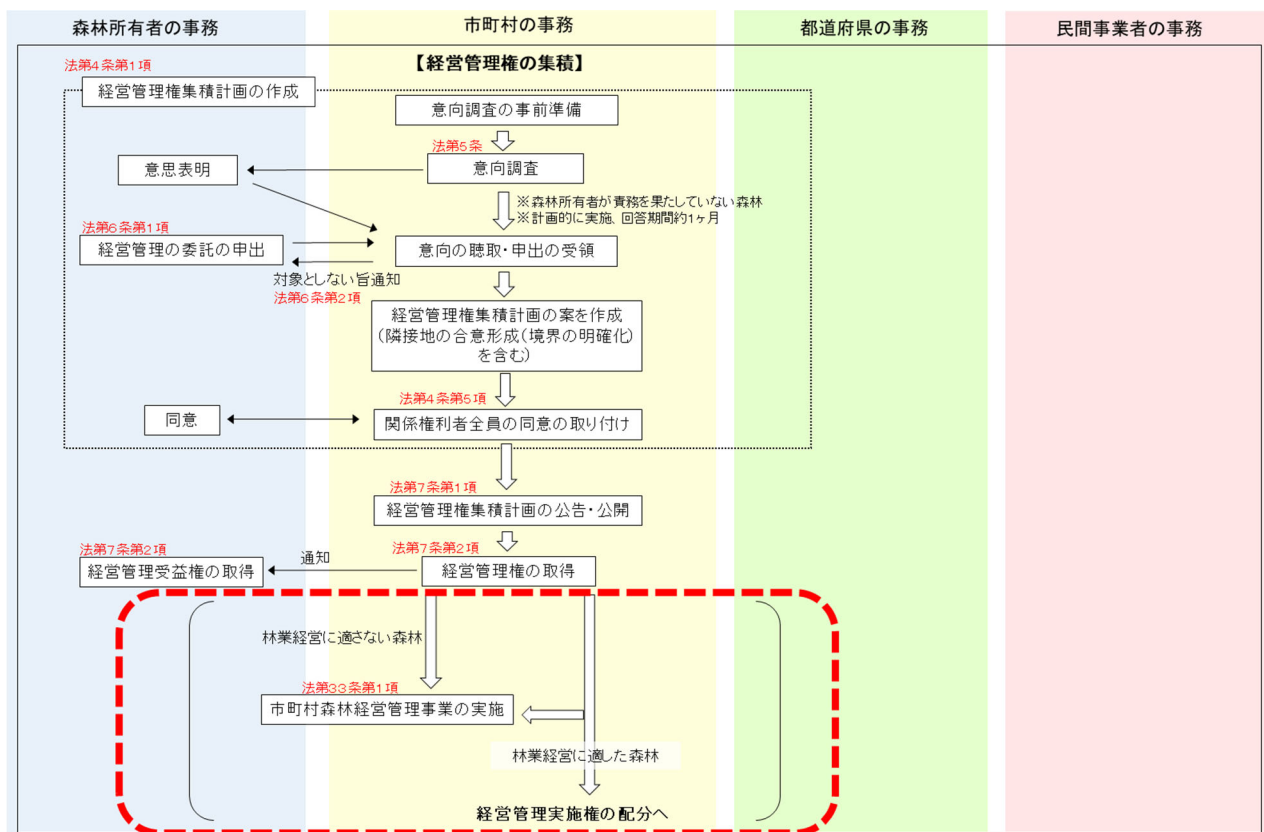 森林所有者の事務
市町村の事務
都道府県の事務
民間事業者の事務
【経営管理権の集積】
法第4条第1項
経営管理権集積計画の作成
意向調査の事前準備
法第5条
意思表明
意向調査
※森林所有者が責務を果たしていない森林
※計画的に実施、回答期間約1ヶ月
法第6条第1項
経営管理の委託の申出
意向の聴取・申出の受領
対象としない旨通知
法第6条第2項
経営管理権集積計画の案を作成
(隣接地の合意形成(境界の明確化)
を含む)
法第4条第5項
同意
関係権利者全員の同意の取り付け
法第7条第1項
経営管理権集積計画の公告・公開
法第7条第2項
経営管理受益権の取得
通知
法第7条第2項
経営管理権の取得
林業経営に適さない森林
法第33条第1項
市町村森林経営管理事業の実施
林業経営に適した森林
経営管理実施権の配分へ